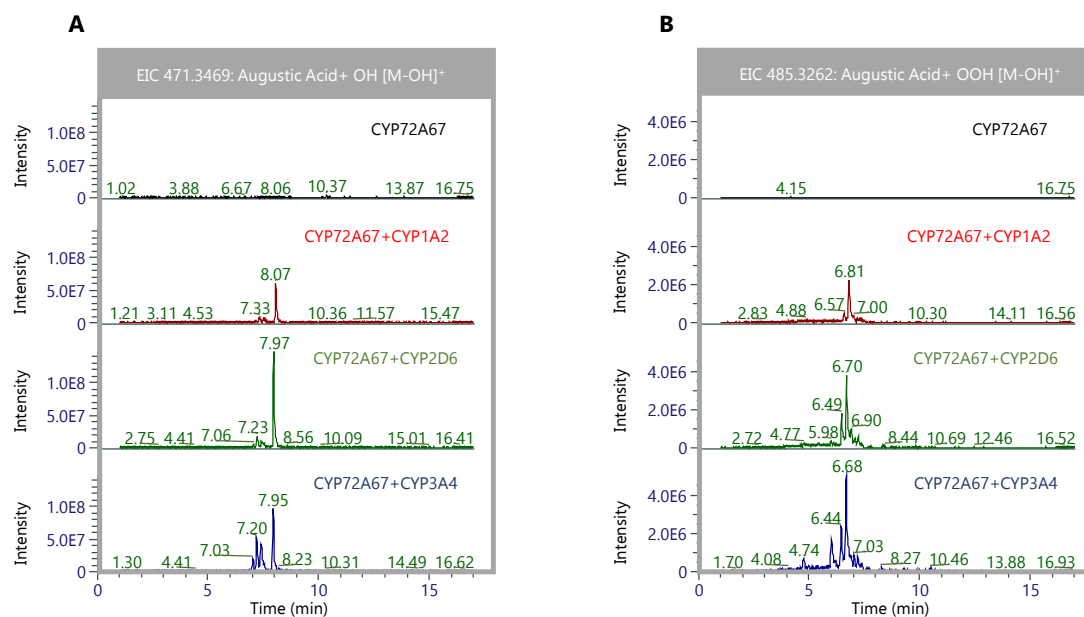 A
EIC 471.3469: Augustic Acid+ OH [M-OH]⁺
Intensity
1.0E8
5.0E7
0
CYP72A67
1.02 3.88 6.67 8.06 10.37 13.87 16.75
Intensity
1.0E8
5.0E7
0
CYP72A67+CYP1A2
8.07
7.33
1.21 3.11 4.53 10.36 11.57 15.47
Intensity
1.0E8
5.0E7
0
7.97
CYP72A67+CYP2D6
7.23
7.06
2.75 4.41 8.56 10.09 15.01 16.41
Intensity
1.0E8
5.0E7
0
CYP72A67+CYP3A4
7.95
7.20
7.03
1.30 4.41 8.23 10.31 14.49 16.62
0 5 10 15
Time (min)
B
EIC 485.3262: Augustic Acid+ OOH [M-OH]⁺
Intensity
4.0E6
2.0E6
0
CYP72A67
4.15 16.75
Intensity
4.0E6
2.0E6
0
CYP72A67+CYP1A2
6.81
6.57 7.00
2.83 4.88 10.30 14.11 16.56
Intensity
4.0E6
2.0E6
0
CYP72A67+CYP2D6
6.70
6.49
6.90
2.72 4.77 5.98 8.44 10.69 12.46 16.52
Intensity
4.0E6
2.0E6
0
6.68
CYP72A67+CYP3A4
6.44
7.03
1.70 4.08 4.74 8.27 10.46 13.88 16.93
0 5 10 15
Time (min)